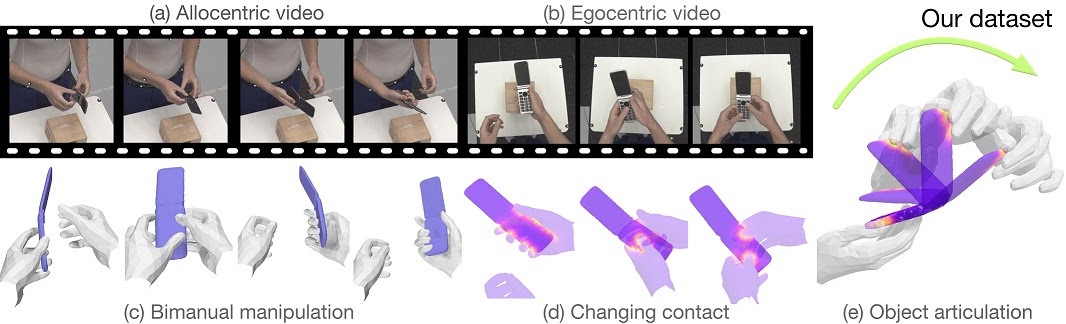 (a) Allocentric video
(b) Egocentric video
Our dataset
(c) Bimanual manipulation
(d) Changing contact
(e) Object articulation